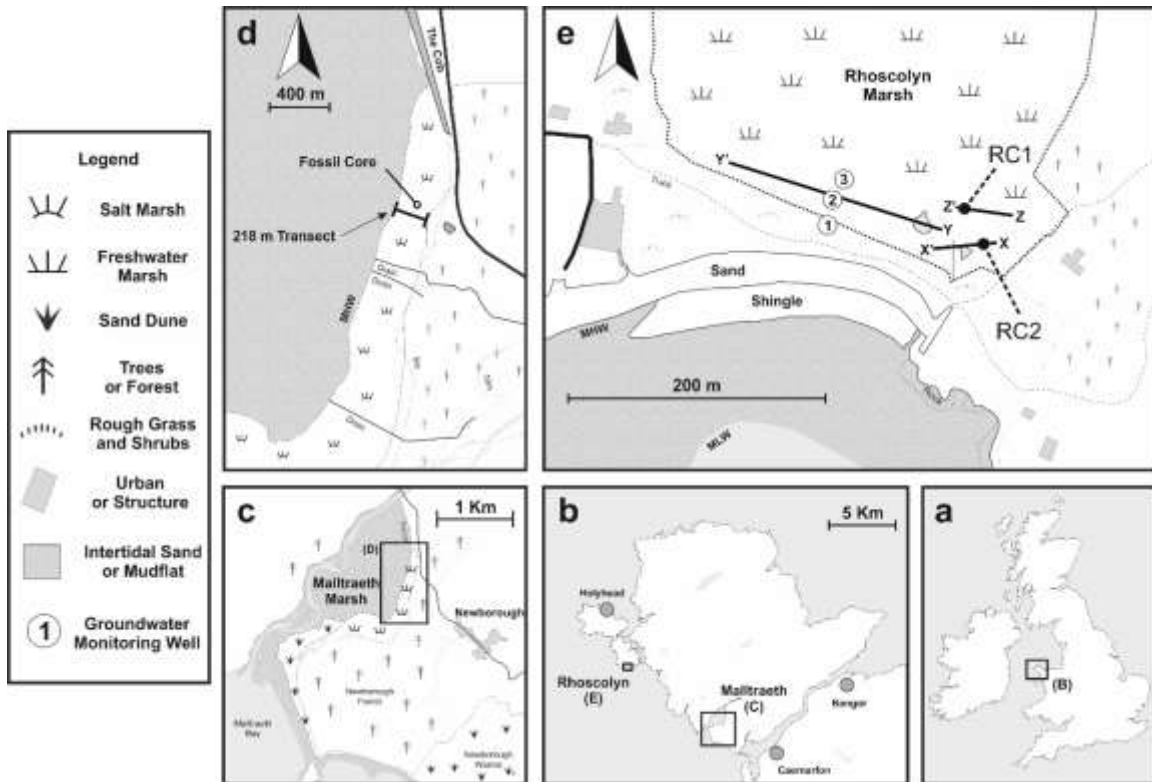 Legend
Salt Marsh
Freshwater
Marsh
Sand Dune
Trees
or Forest
Rough Grass
and Shrubs
Urban
or Structure
Intertidal Sand
or Mudflat
1
Groundwater
Monitoring Well
d
400 m
The Cob
Fossil Core
218 m Transect
Drain
Drain
MHW
Drain
e
Rhoscolyn
Marsh
RC1
Y'
3
2
1
Track
Z'
Z
Y
X'
X
Sand
Shingle
RC2
MHW
200 m
MLW
c
1 Km
(D)
Malltraeth
Marsh
Newborough
Newborough
Forest
Malltraeth
Bay
Newborough
Warren
b
5 Km
Holyhead
Rhoscolyn
(E)
Malltraeth
(C)
Bangor
Caernarfon
a
(B)